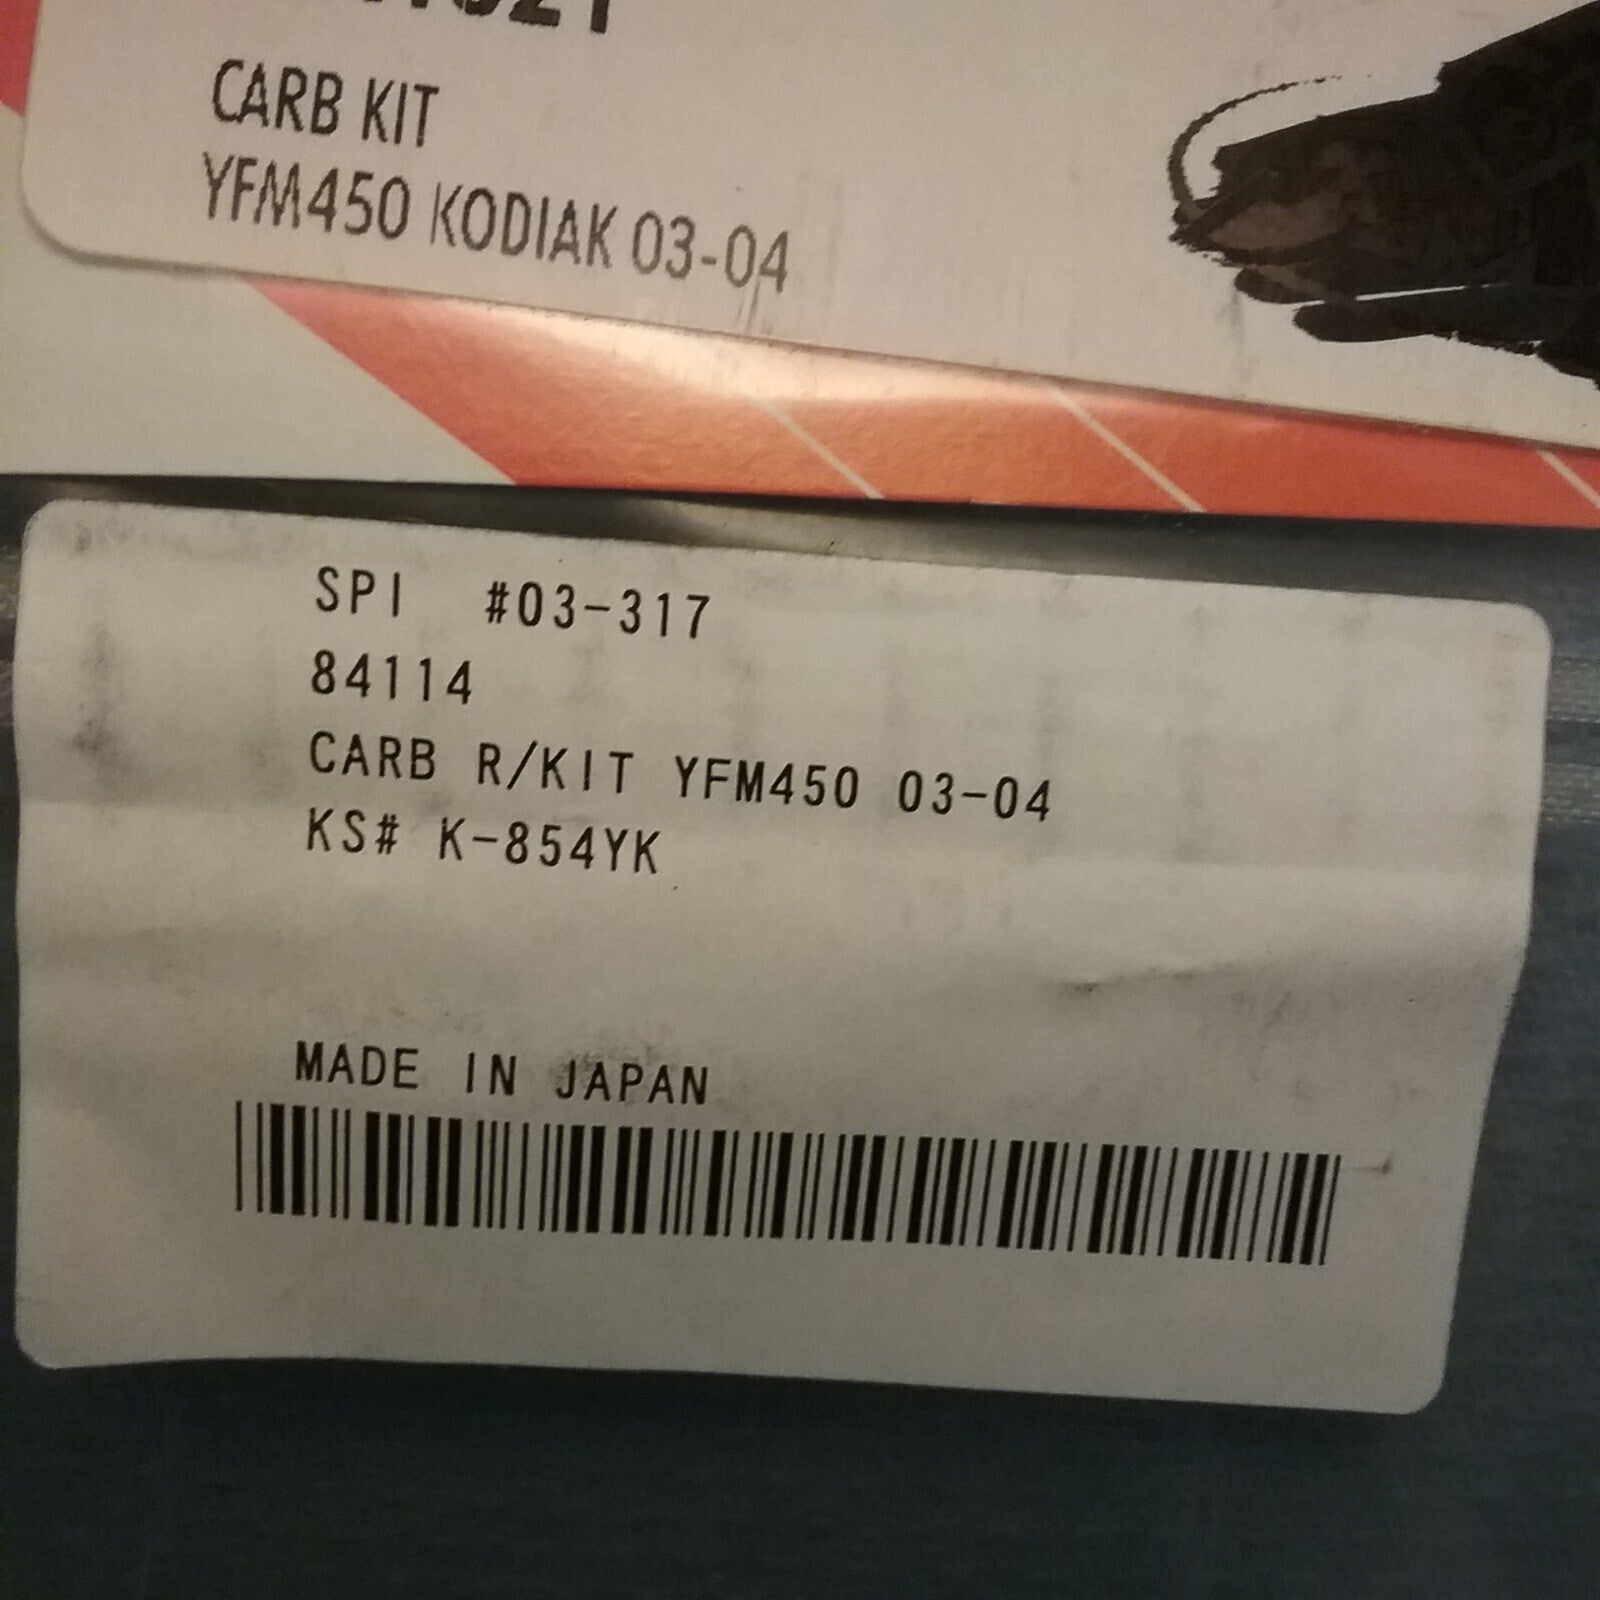 CARB KIT
YFM450 KODIAK 03-04
SPI #03-317
84114
CARB R/KIT YFM450 03-04
KS# K-854YK
MADE IN JAPAN